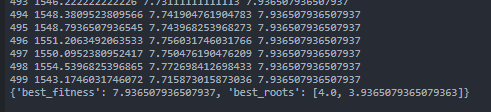 493 1546.222222222226 7.73111111111113 7.936507936507937
494 1548.3809523809566 7.741904761904783 7.936507936507937
495 1548.7936507936545 7.743968253968273 7.936507936507937
496 1551.2063492063533 7.756031746031766 7.936507936507937
497 1550.0952380952417 7.750476190476209 7.936507936507937
498 1554.5396825396865 7.772698412698433 7.936507936507937
499 1543.1746031746072 7.715873015873036 7.936507936507937
{'best_fitness': 7.936507936507937, 'best_roots': [4.0, 3.9365079365079363]}